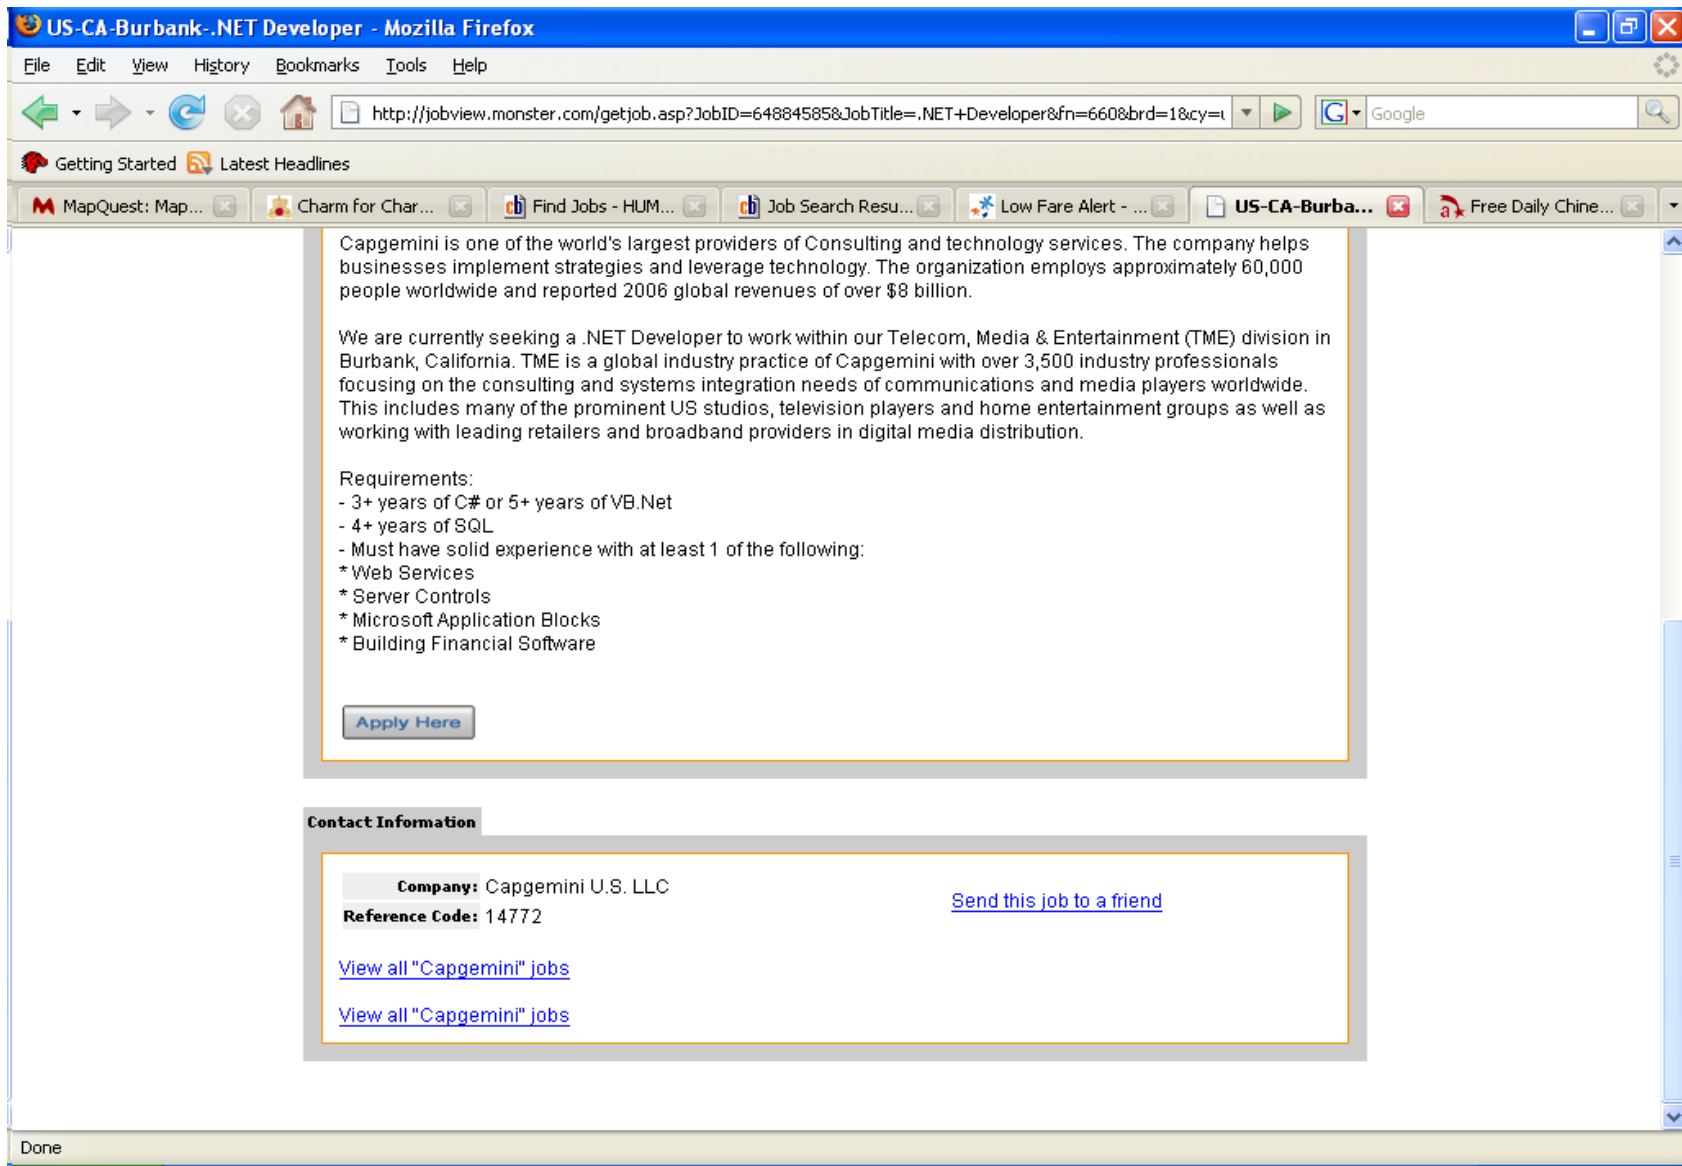 US-CA-Burbank-.NET Developer - Mozilla Firefox
File Edit View History Bookmarks Tools Help
http://jobview.monster.com/getjob.asp?JobID=64884585&JobTitle=.NET+Developer&fn=660&brd=1&cy=u
G Google
Getting Started Latest Headlines
MapQuest: Map... Charm for Char... cb Find Jobs - HUM... cb Job Search Resu... Low Fare Alert - ... US-CA-Burba... a Free Daily Chine...
Capgemini is one of the world's largest providers of Consulting and technology services. The company helps
businesses implement strategies and leverage technology. The organization employs approximately 60,000
people worldwide and reported 2006 global revenues of over $8 billion.
We are currently seeking a .NET Developer to work within our Telecom, Media & Entertainment (TME) division in
Burbank, California. TME is a global industry practice of Capgemini with over 3,500 industry professionals
focusing on the consulting and systems integration needs of communications and media players worldwide.
This includes many of the prominent US studios, television players and home entertainment groups as well as
working with leading retailers and broadband providers in digital media distribution.
Requirements:
- 3+ years of C# or 5+ years of VB.Net
- 4+ years of SQL
- Must have solid experience with at least 1 of the following:
* Web Services
* Server Controls
* Microsoft Application Blocks
* Building Financial Software
Apply Here
Contact Information
Company: Capgemini U.S. LLC
Send this job to a friend
Reference Code: 14772
View all "Capgemini" jobs
View all "Capgemini" jobs
Done